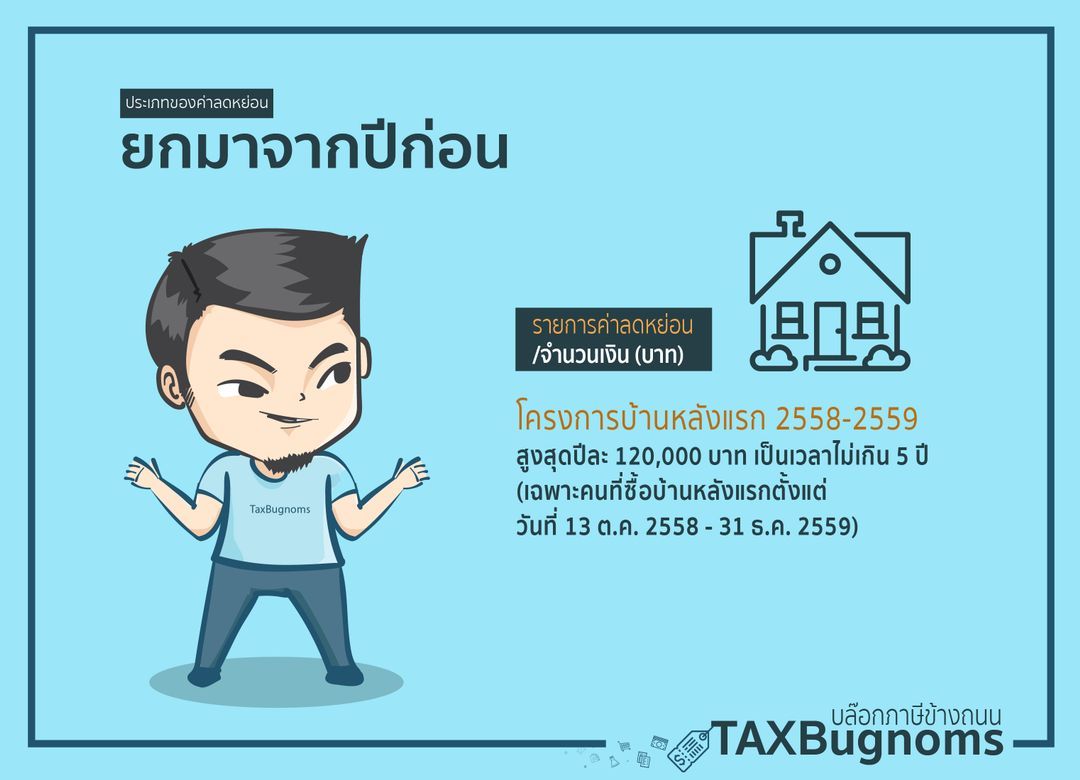 ประเภทของค่าลดหย่อน
ยกมาจากปีก่อน
รายการค่าลดหย่อน
/จำนวนเงิน (บาท)
โครงการบ้านหลังแรก 2558-2559
สูงสุดปีละ 120,000 บาท เป็นเวลาไม่เกิน 5 ปี
(เฉพาะคนที่ซื้อบ้านหลังแรกตั้งแต่
วันที่ 13 ต.ค. 2558 - 31 ธ.ค. 2559)
TaxBugnoms
บล๊อกภาษีข้างถนน
TAXBugnoms